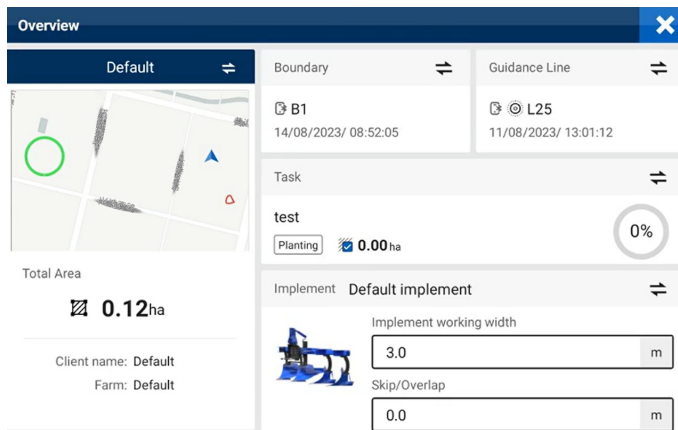 Overview
Default
Total Area
0.12ha
Client name: Default
Farm: Default
Boundary
B1
14/08/2023/ 08:52:05
Guidance Line
L25
11/08/2023/ 13:01:12
Task
test
Planting
0.00 ha
0%
Implement Default implement
Implement working width
3.0 m
Skip/Overlap
0.0 m